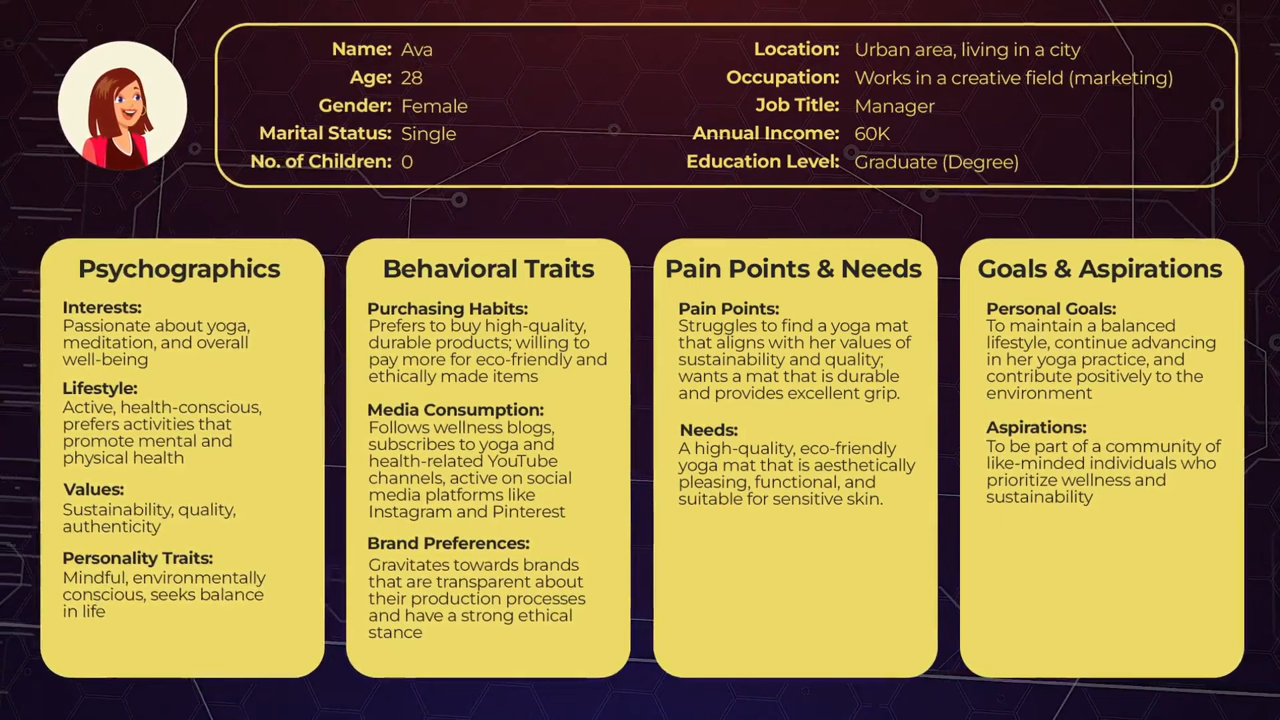 Name: Ava
Age: 28
Gender: Female
Marital Status: Single
No. of Children: 0
Location: Urban area, living in a city
Occupation: Works in a creative field (marketing)
Job Title: Manager
Annual Income: 60K
Education Level: Graduate (Degree)
Psychographics
Interests:
Passionate about yoga,
meditation, and overall
well-being
Lifestyle:
Active, health-conscious,
prefers activities that
promote mental and
physical health
Values:
Sustainability, quality,
authenticity
Personality Traits:
Mindful, environmentally
conscious, seeks balance
in life
Behavioral Traits
Purchasing Habits:
Prefers to buy high-quality,
durable products; willing to
pay more for eco-friendly and
ethically made items
Media Consumption:
Follows wellness blogs,
subscribes to yoga and
health-related YouTube
channels, active on social
media platforms like
Instagram and Pinterest
Brand Preferences:
Gravitates towards brands
that are transparent about
their production processes
and have a strong ethical
stance
Pain Points & Needs
Pain Points:
Struggles to find a yoga mat
that aligns with her values of
sustainability and quality;
wants a mat that is durable
and provides excellent grip.
Needs:
A high-quality, eco-friendly
yoga mat that is aesthetically
pleasing, functional, and
suitable for sensitive skin.
Goals & Aspirations
Personal Goals:
To maintain a balanced
lifestyle, continue advancing
in her yoga practice, and
contribute positively to the
environment
Aspirations:
To be part of a community of
like-minded individuals who
prioritize wellness and
sustainability